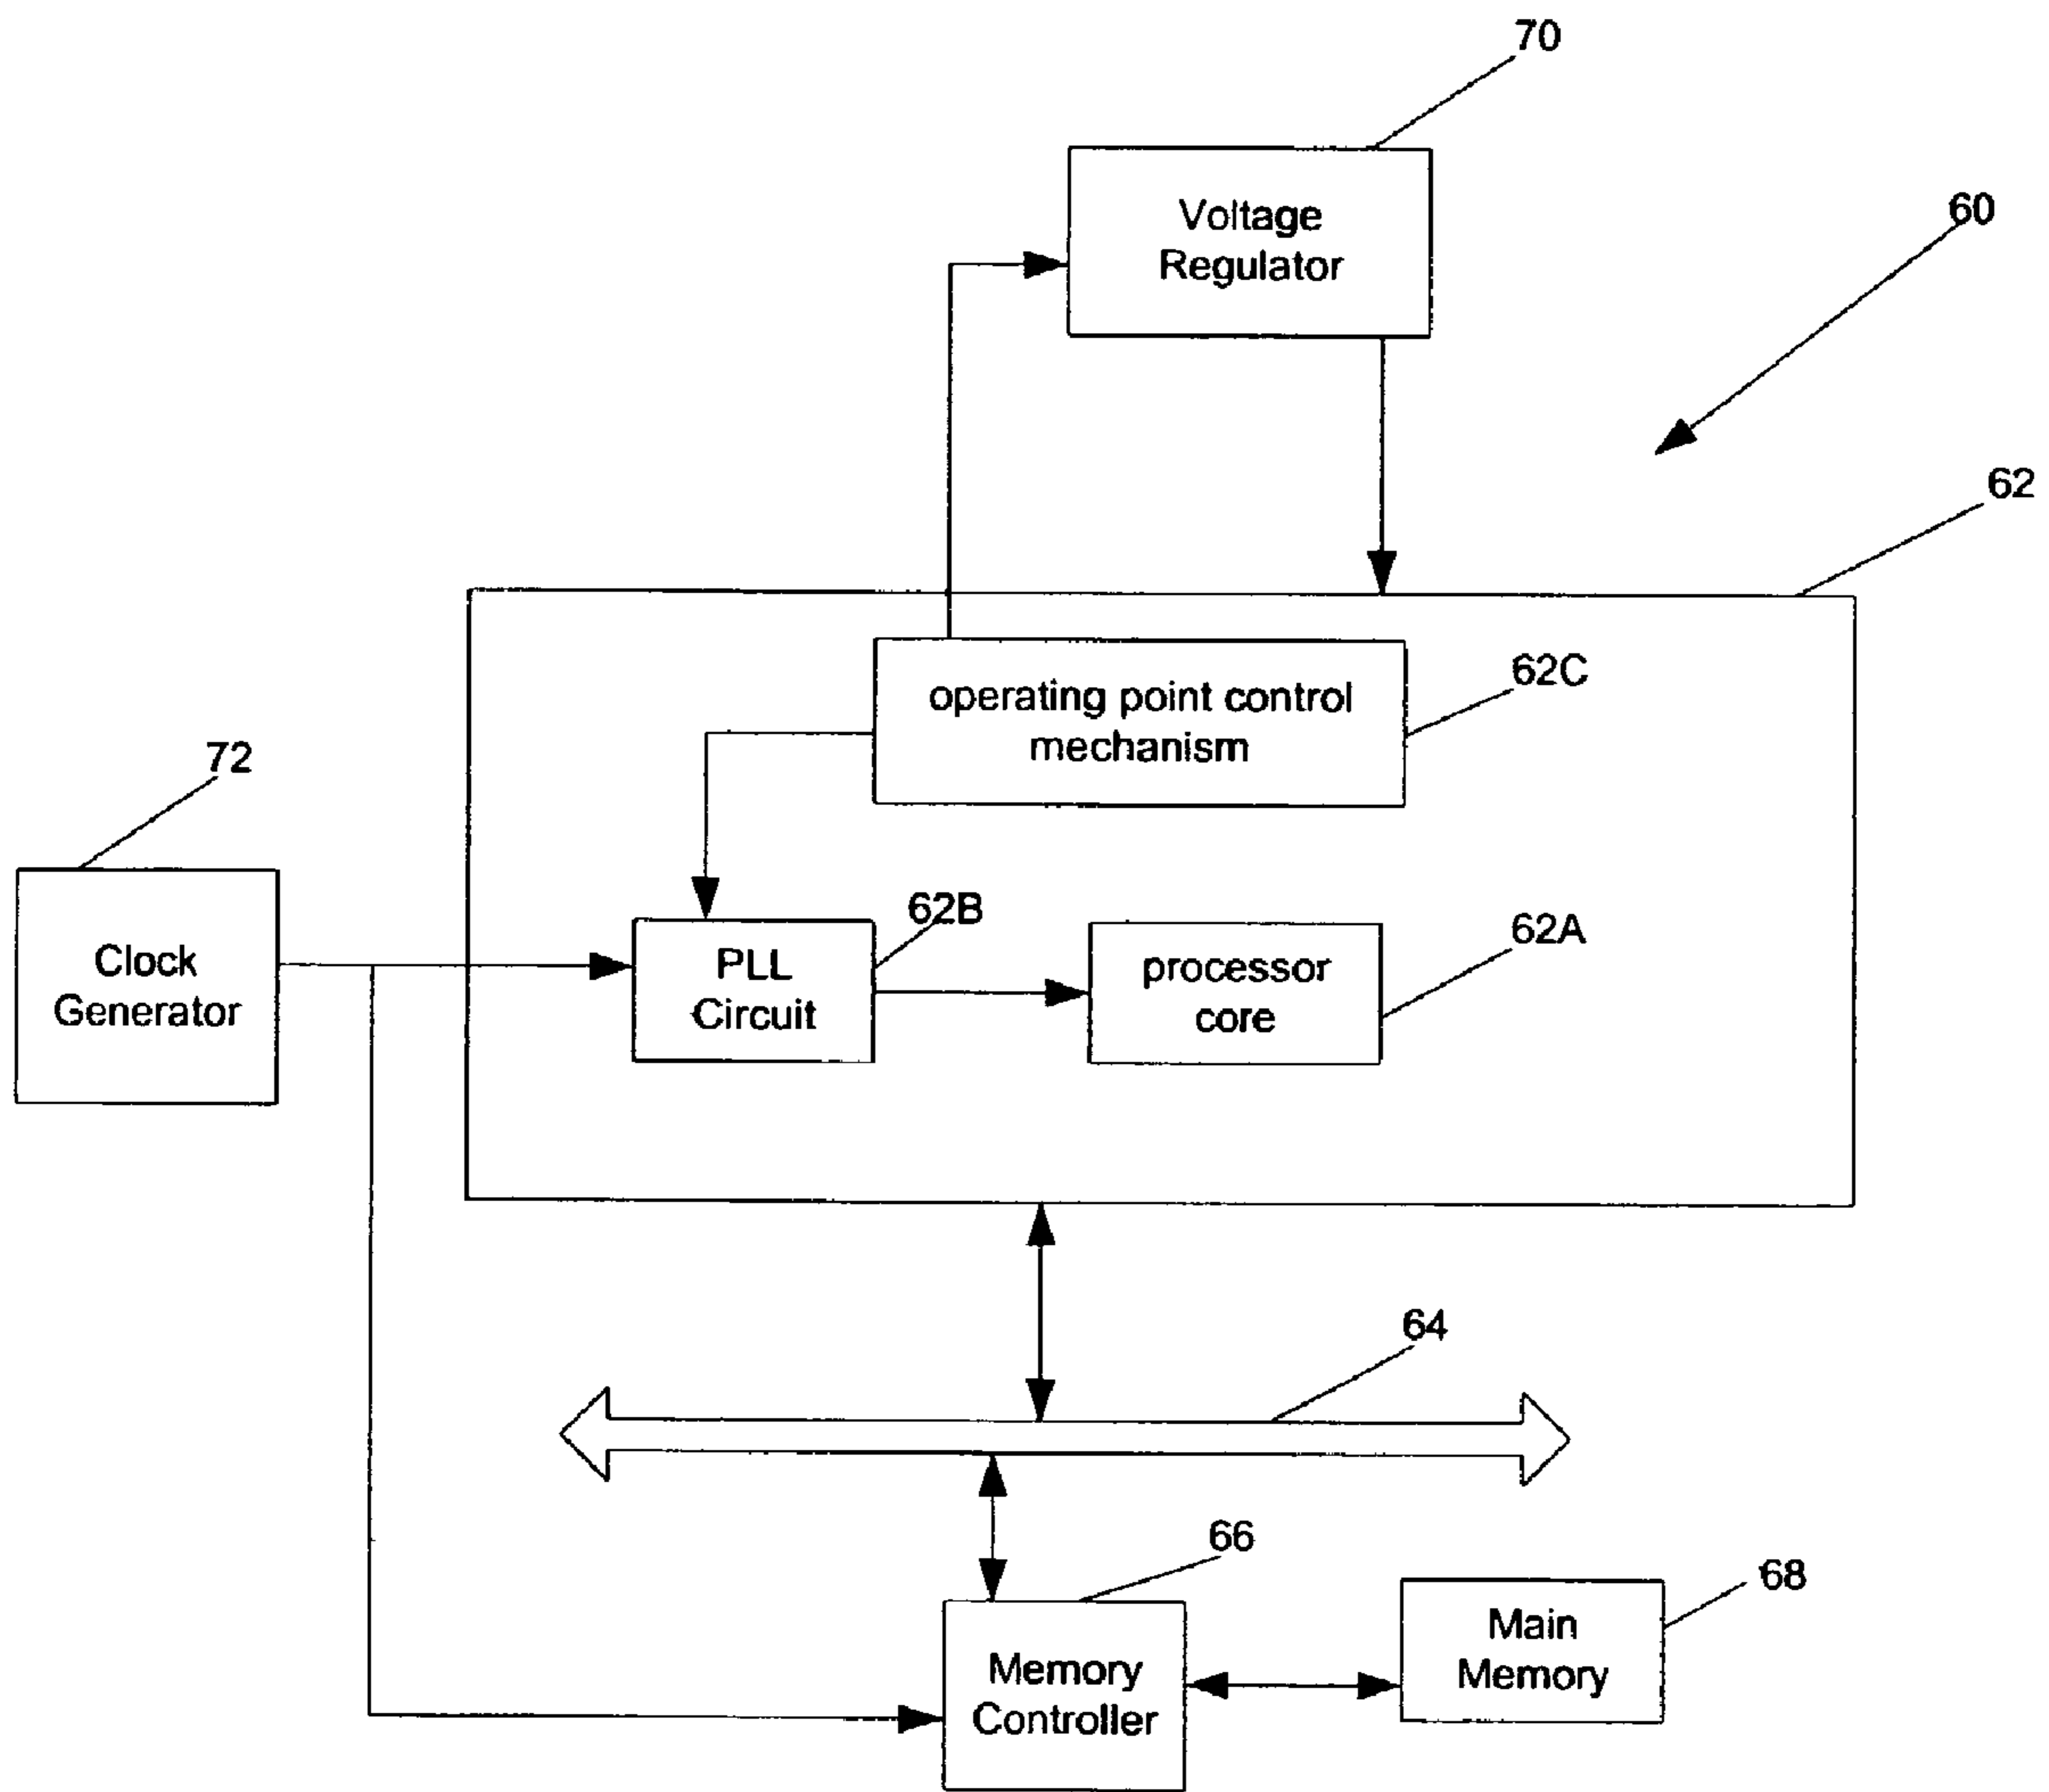 70
Voltage
Regulator
60
62
operating point control
mechanism
62C
72
Clock
Generator
PLL
Circuit
62B
processor
core
62A
64
66
Memory
Controller
Main
Memory
68